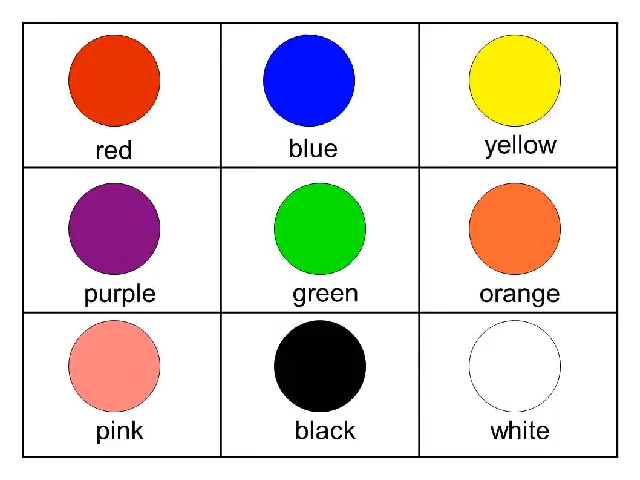 red
blue
yellow
purple
green
orange
pink
black
white